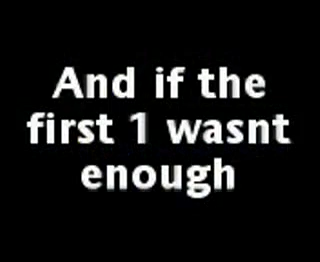 And if the
first 1 wasnt
enough